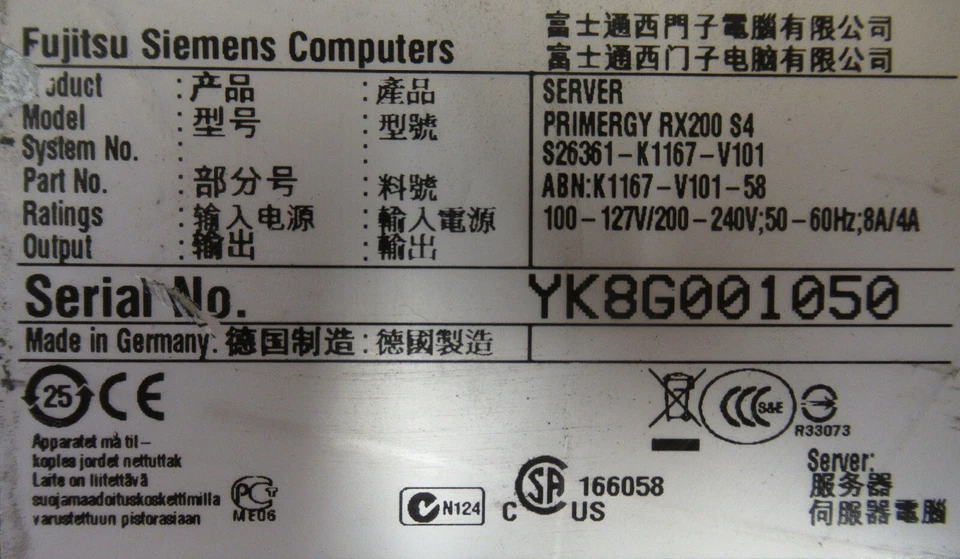 Fujitsu Siemens Computers 富士通西門子電腦有限公司
富士通西门子电脑有限公司
Product : 产品 : 產品 SERVER
Model : 型号 : 型號 PRIMERGY RX200 S4
System No. : : S26361-K1167-V101
Part No. : 部分号 : 料號 ABN:K1167-V101-58
Ratings : 输入电源 : 輸入電源 100-127V/200-240V;50-60Hz;8A/4A
Output : 输出 : 輸出
Serial No. YK8G001050
Made in Germany: 德国制造 : 德國製造
25 CE CCC S&E
R33073
Apparatet må til-
koples jordet nettuttak
Laite on liitettävä
suojamaadoituskoskettimilla
varustettuun pistorasiaan
PCT
ME06
N124
C SA 166058
C US
Server:
服务器
伺服器電腦